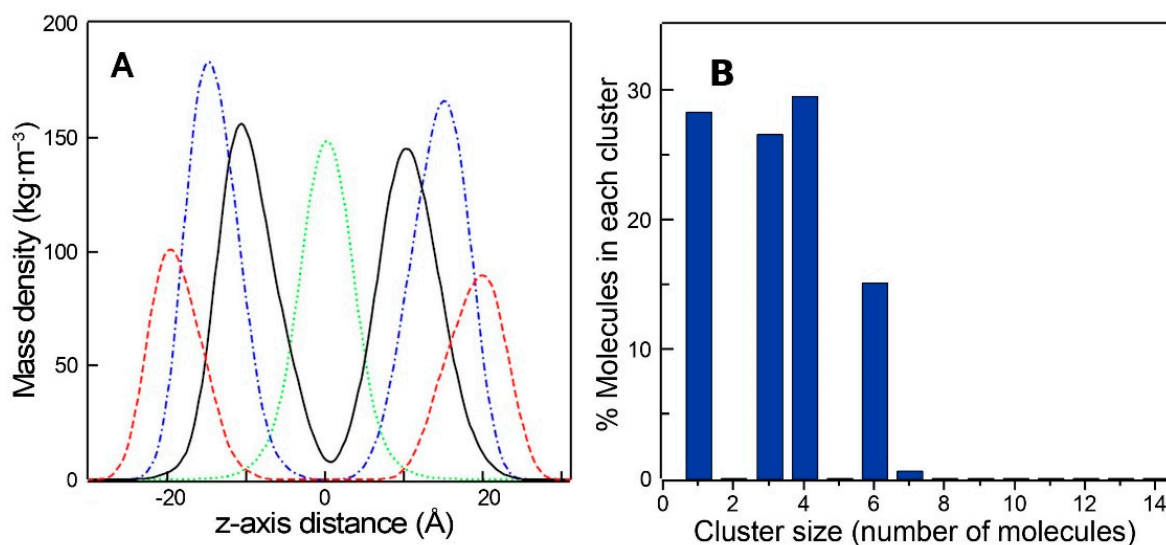 A
Mass density (kg·m⁻³)
200
150
100
50
0
-20
0
20
z-axis distance (Å)
B
% Molecules in each cluster
30
20
10
0
0 2 4 6 8 10 12 14
Cluster size (number of molecules)